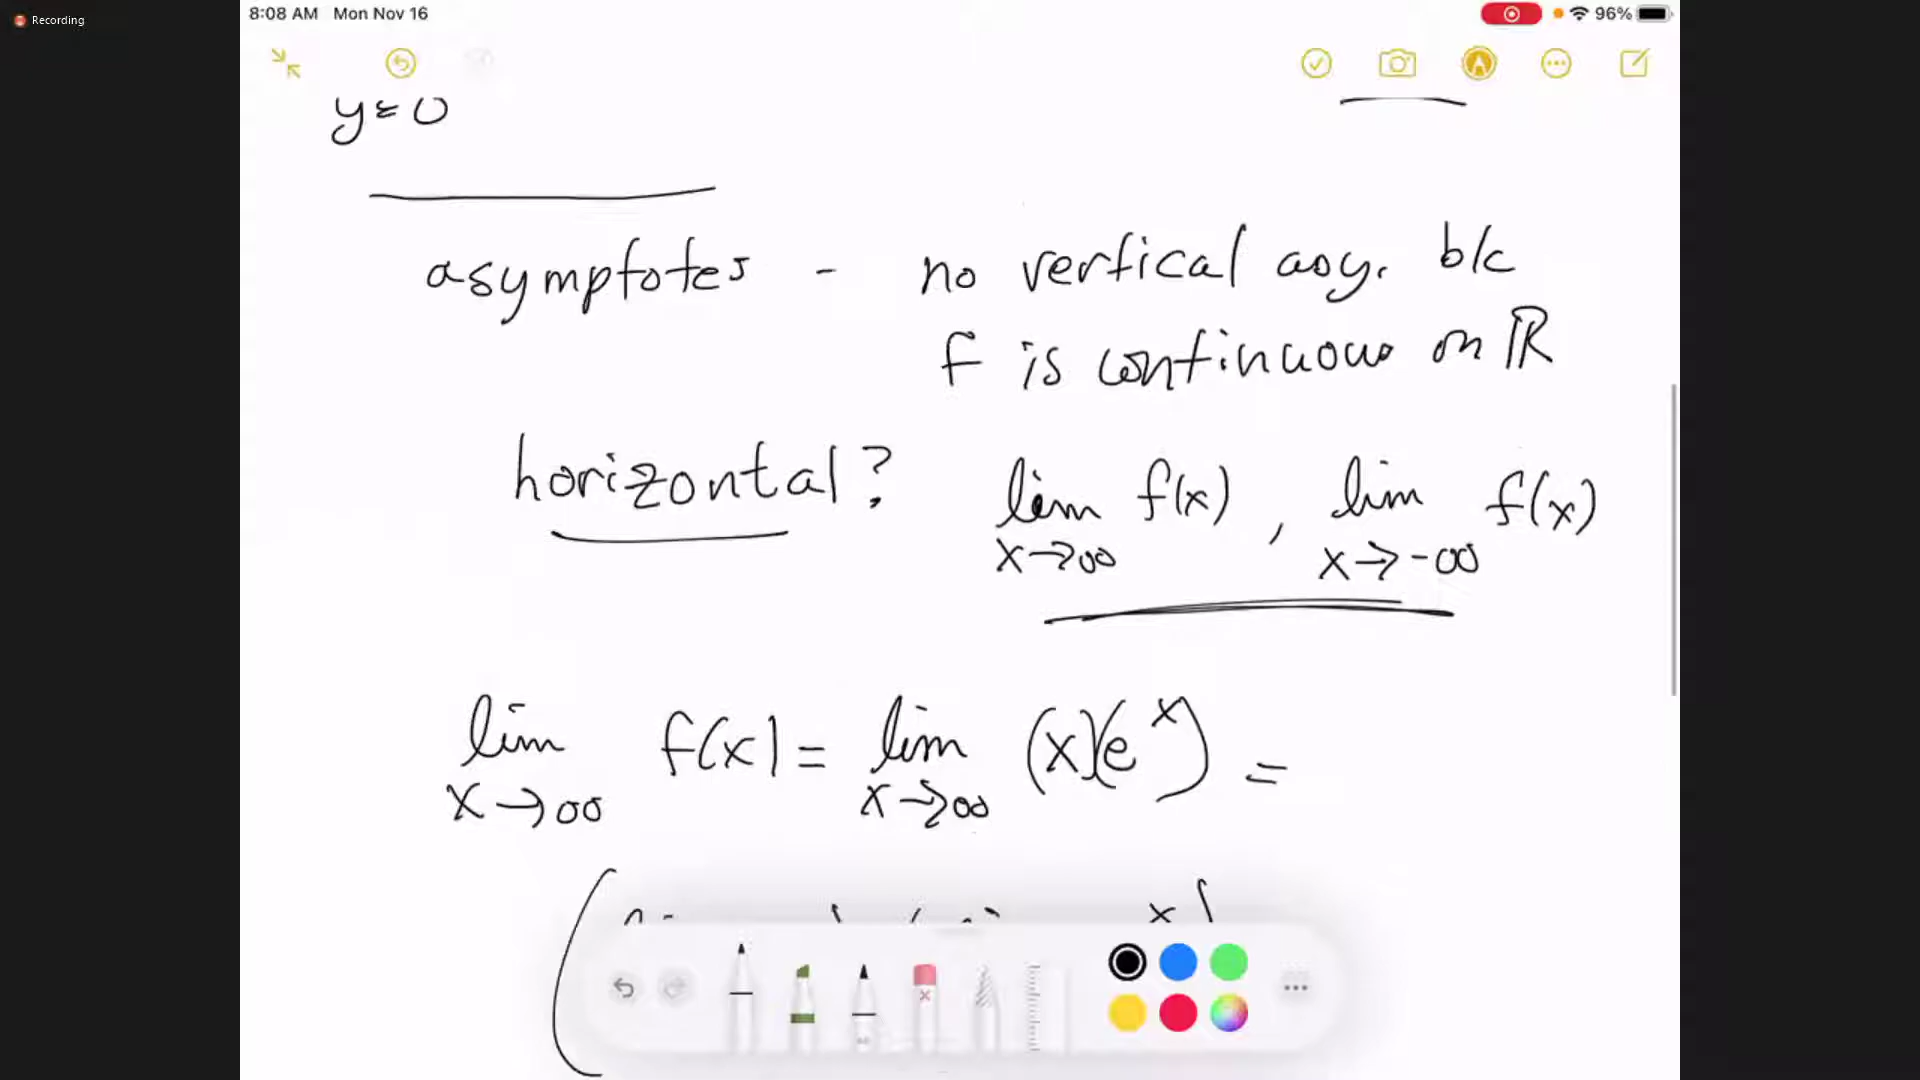 Recording
8:08 AM Mon Nov 16
96%
y=0
asymptotes - no vertical asy. b/c
f is continuous on ℝ
horizontal? lim f(x), lim f(x)
x→∞ x→-∞
lim f(x) = lim (x)(e^x) =
x→∞ x→∞